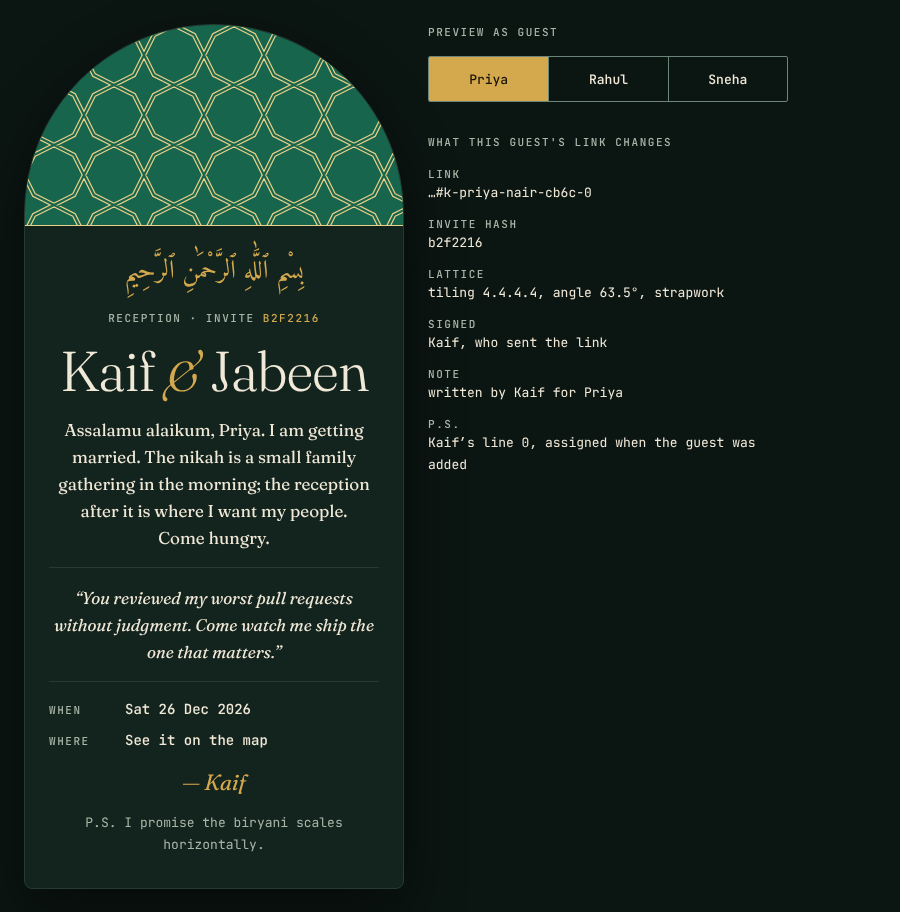 بِسْمِ ٱللَّٰهِ ٱلرَّحْمَٰنِ ٱلرَّحِيمِ
RECEPTION · INVITE B2F2216
Kaif & Jabeen
Assalamu alaikum, Priya. I am getting
married. The nikah is a small family
gathering in the morning; the reception
after it is where I want my people.
Come hungry.
“You reviewed my worst pull requests
without judgment. Come watch me ship the
one that matters.”
WHEN Sat 26 Dec 2026
WHERE See it on the map
— Kaif
P.S. I promise the biryani scales
horizontally.
PREVIEW AS GUEST
Priya Rahul Sneha
WHAT THIS GUEST'S LINK CHANGES
LINK
…#k-priya-nair-cb6c-0
INVITE HASH
b2f2216
LATTICE
tiling 4.4.4.4, angle 63.5°, strapwork
SIGNED
Kaif, who sent the link
NOTE
written by Kaif for Priya
P.S.
Kaif’s line 0, assigned when the guest was
added